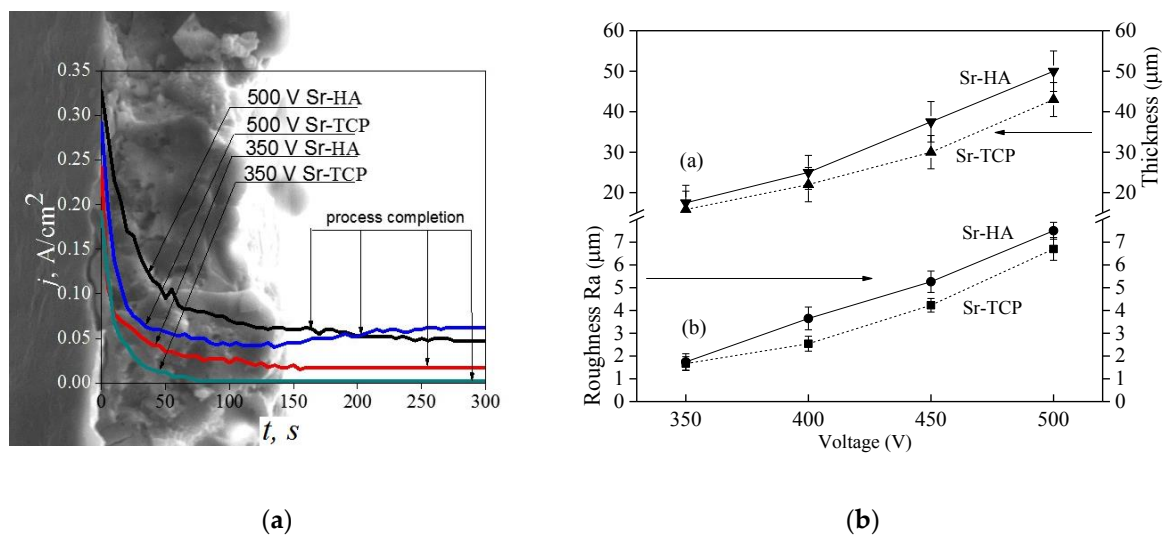 0.35
0.30
0.25
0.20
0.15
0.10
0.05
0.00
j, A/cm²
500 V Sr-HA
500 V Sr-TCP
350 V Sr-HA
350 V Sr-TCP
process completion
0 50 100 150 200 250 300
t, s
(a)
60
50
40
30
20
7
6
5
4
3
2
1
0
Roughness Ra (μm)
Sr-HA
Sr-TCP
(a)
Sr-HA
Sr-TCP
(b)
60
50
40
30
20
7
6
5
4
3
2
1
0
Thickness (μm)
350 400 450 500
Voltage (V)
(b)